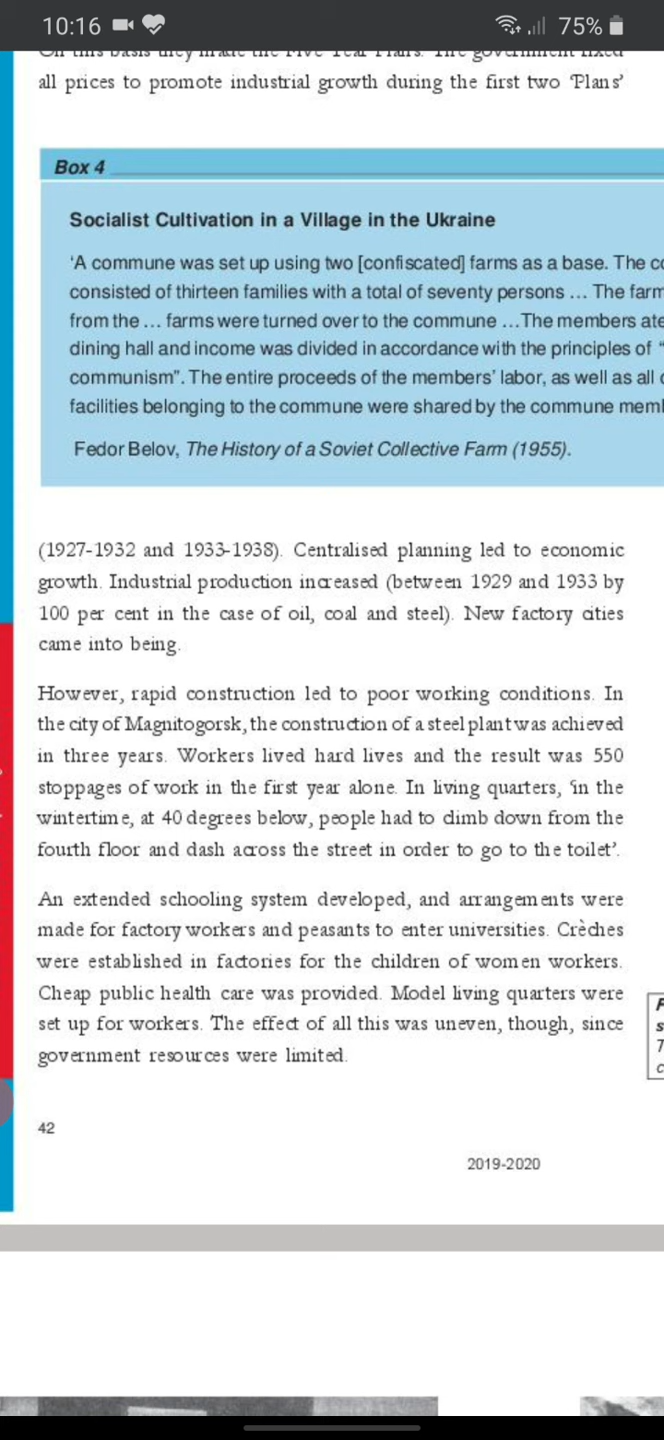 10:16
75%
On this basis they made the Five Year Plans. The government fixed
all prices to promote industrial growth during the first two 'Plans'
Box 4
Socialist Cultivation in a Village in the Ukraine
'A commune was set up using two [confiscated] farms as a base. The co
consisted of thirteen families with a total of seventy persons … The farm
from the … farms were turned over to the commune …The members ate
dining hall and income was divided in accordance with the principles of "
communism". The entire proceeds of the members' labor, as well as all
facilities belonging to the commune were shared by the commune mem
Fedor Belov, The History of a Soviet Collective Farm (1955).
(1927-1932 and 1933-1938). Centralised planning led to economic
growth. Industrial production increased (between 1929 and 1933 by
100 per cent in the case of oil, coal and steel). New factory cities
came into being.
However, rapid construction led to poor working conditions. In
the city of Magnitogorsk, the construction of a steel plant was achieved
in three years. Workers lived hard lives and the result was 550
stoppages of work in the first year alone. In living quarters, 'in the
wintertime, at 40 degrees below, people had to climb down from the
fourth floor and dash across the street in order to go to the toilet'.
An extended schooling system developed, and arrangements were
made for factory workers and peasants to enter universities. Crèches
were established in factories for the children of women workers.
Cheap public health care was provided. Model living quarters were
set up for workers. The effect of all this was uneven, though, since
government resources were limited.
42
2019-2020